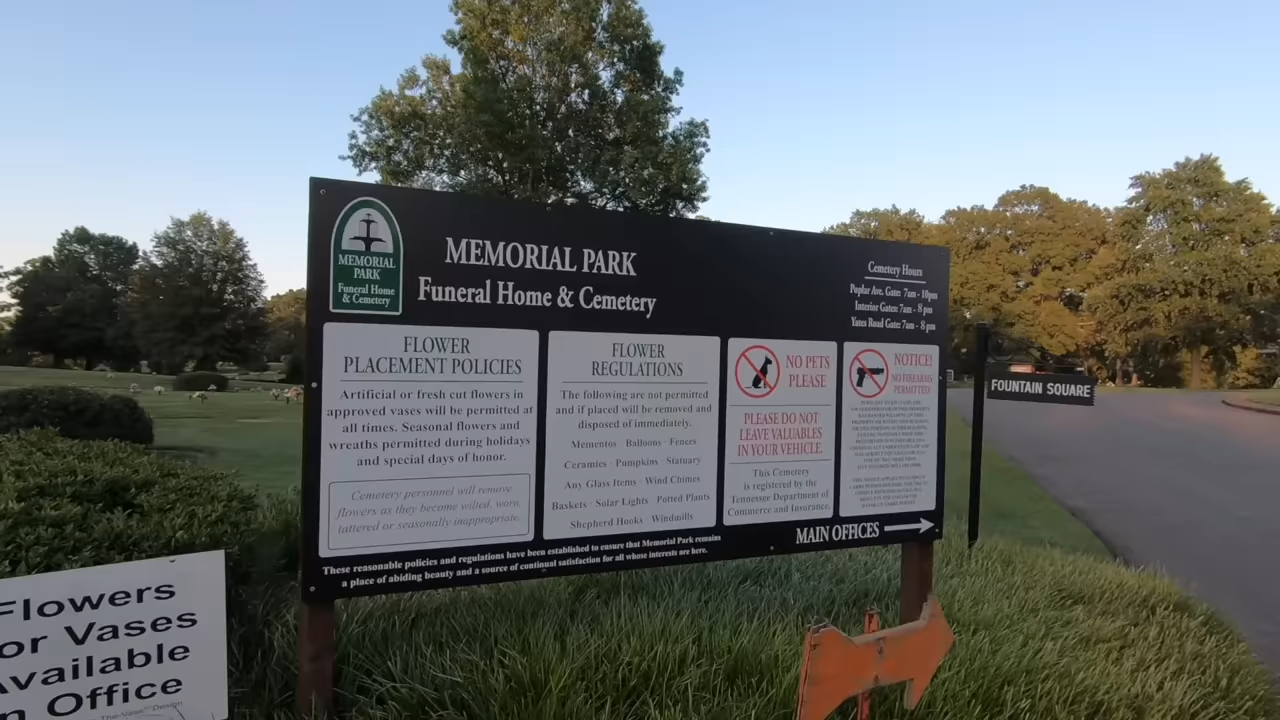 MEMORIAL
PARK
Funeral Home
& Cemetery
MEMORIAL PARK
Funeral Home & Cemetery
Cemetery Hours
Poplar Ave. Gate: 7am - 10pm
Interior Gates: 7am - 8 pm
Yates Road Gate: 7am - 8 pm
FLOWER
PLACEMENT POLICIES
Artificial or fresh cut flowers in
approved vases will be permitted at
all times. Seasonal flowers and
wreaths permitted during holidays
and special days of honor.
Cemetery personnel will remove
flowers as they become wilted, worn,
tattered or seasonally inappropriate.
FLOWER
REGULATIONS
The following are not permitted
and if placed will be removed and
disposed of immediately.
Mementos · Balloons · Fences
Ceramics · Pumpkins · Statuary
Any Glass Items · Wind Chimes
Baskets · Solar Lights · Potted Plants
Shepherd Hooks · Windmills
NO PETS
PLEASE
PLEASE DO NOT
LEAVE VALUABLES
IN YOUR VEHICLE.
This Cemetery
is registered by the
Tennessee Department of
Commerce and Insurance.
NOTICE!
NO FIREARMS
PERMITTED!
MAIN OFFICES
These reasonable policies and regulations have been established to ensure that Memorial Park remains
a place of abiding beauty and a source of continual satisfaction for all whose interests are here.
FOUNTAIN SQUARE
Flowers
or Vases
Available
n Office